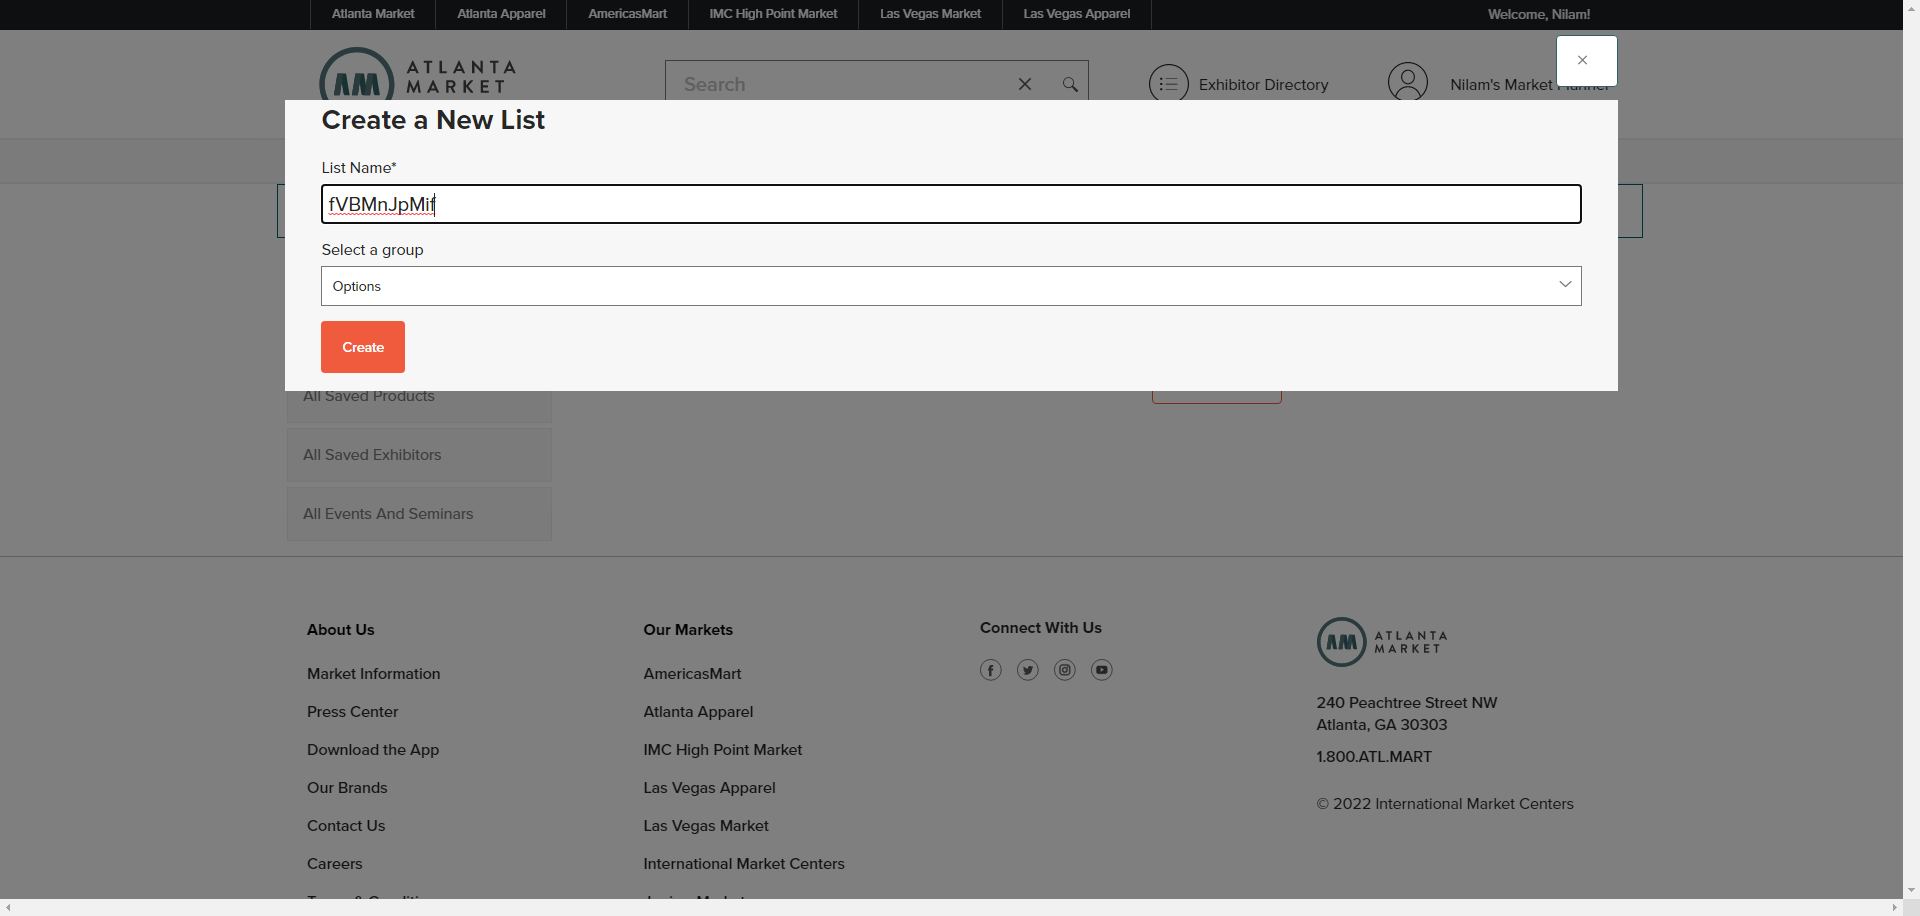 Atlanta Market
Atlanta Apparel
AmericasMart
IMC High Point Market
Las Vegas Market
Las Vegas Apparel
Welcome, Nilam!
AM ATLANTA
MARKET
Search
Exhibitor Directory
Nilam's Market
Create a New List
List Name*
fVBMnJpMif
Select a group
Options
Create
All Saved Products
All Saved Exhibitors
All Events And Seminars
About Us
Market Information
Press Center
Download the App
Our Brands
Contact Us
Careers
Our Markets
AmericasMart
Atlanta Apparel
IMC High Point Market
Las Vegas Apparel
Las Vegas Market
International Market Centers
Connect With Us
AM ATLANTA
MARKET
240 Peachtree Street NW
Atlanta, GA 30303
1.800.ATL.MART
© 2022 International Market Centers